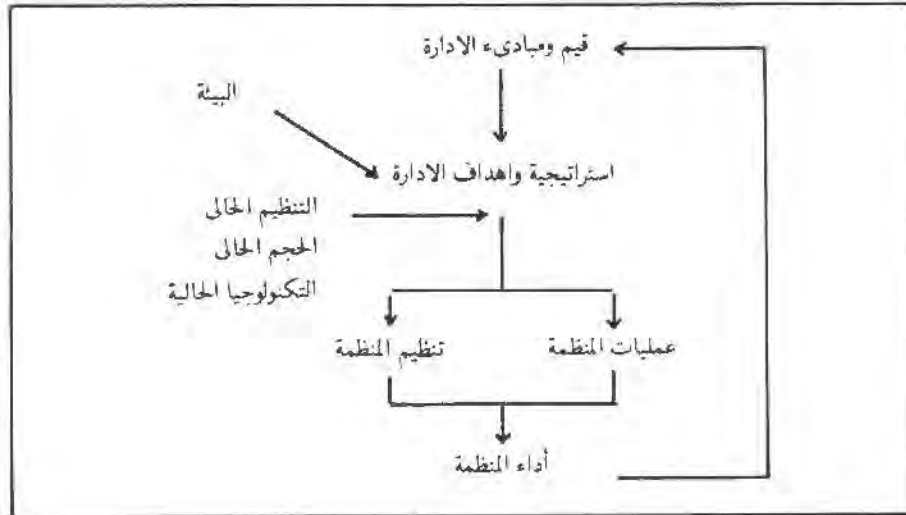 قيم ومبادىء الادارة
البيئة
استراتيجية واهداف الادارة
التنظيم الحالى
الحجم الحالى
التكنولوجيا الحالية
عمليات المنظمة
تنظيم المنظمة
أداء المنظمة